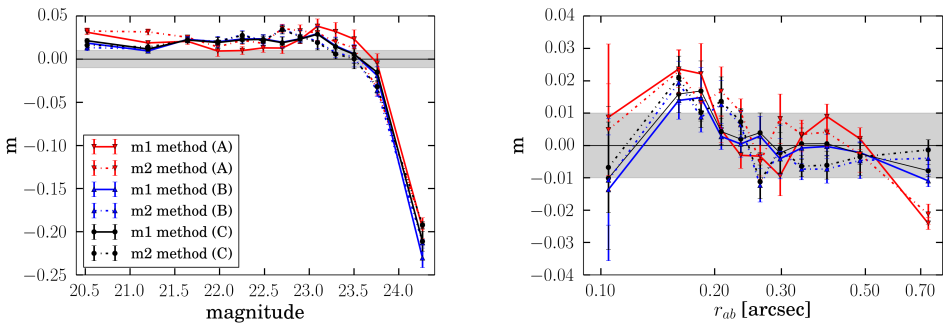 0.05
0.00
−0.05
−0.10
−0.15
−0.20
−0.25
m
m1 method (A)
m2 method (A)
m1 method (B)
m2 method (B)
m1 method (C)
m2 method (C)
20.5 21.0 21.5 22.0 22.5 23.0 23.5 24.0
magnitude
0.04
0.03
0.02
0.01
0.00
−0.01
−0.02
−0.03
−0.04
m
0.10 0.20 0.30 0.50 0.70
r_ab [arcsec]